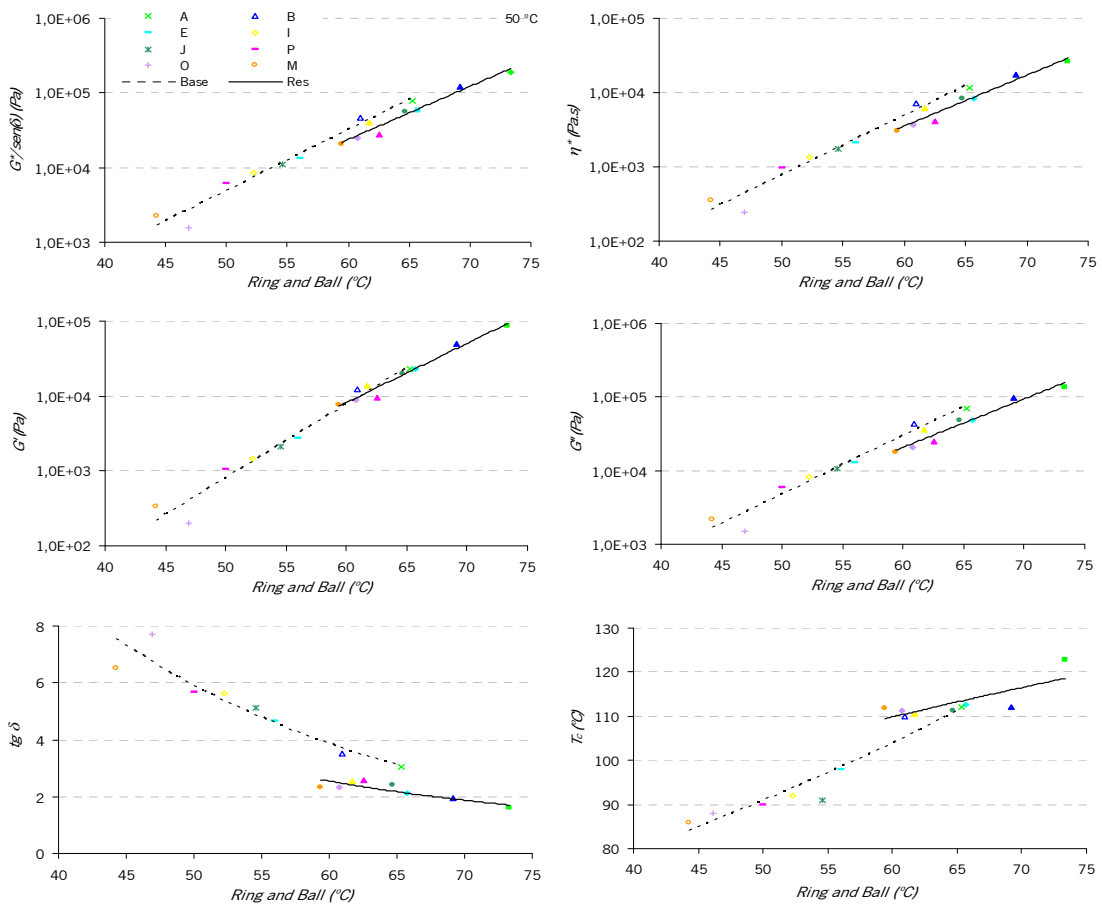 50 °C
A B
E I
J P
O M
Base Res
G*/sen(δ) (Pa)
1,0E+06
1,0E+05
1,0E+04
1,0E+03
40 45 50 55 60 65 70 75
Ring and Ball (ºC)
η* (Pa.s)
1,0E+05
1,0E+04
1,0E+03
1,0E+02
40 45 50 55 60 65 70 75
Ring and Ball (ºC)
G' (Pa)
1,0E+05
1,0E+04
1,0E+03
1,0E+02
40 45 50 55 60 65 70 75
Ring and Ball (ºC)
G'' (Pa)
1,0E+06
1,0E+05
1,0E+04
1,0E+03
40 45 50 55 60 65 70 75
Ring and Ball (ºC)
tg δ
8
6
4
2
0
40 45 50 55 60 65 70 75
Ring and Ball (ºC)
Tc (ºC)
130
120
110
100
90
80
40 45 50 55 60 65 70 75
Ring and Ball (ºC)